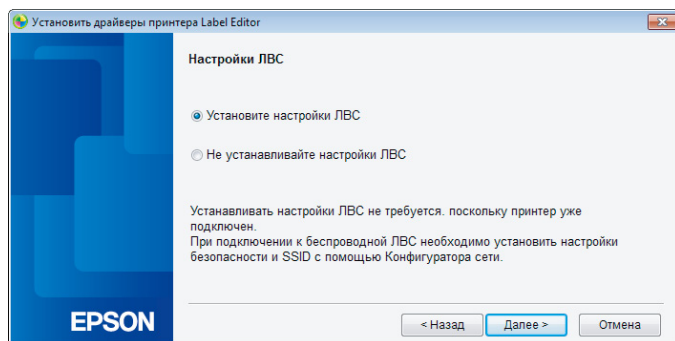 Установить драйверы принтера Label Editor
Настройки ЛВС
Установите настройки ЛВС
Не устанавливайте настройки ЛВС
Устанавливать настройки ЛВС не требуется. поскольку принтер уже
подключен.
При подключении к беспроводной ЛВС необходимо установить настройки
безопасности и SSID с помощью Конфигуратора сети.
EPSON
< Назад
Далее >
Отмена